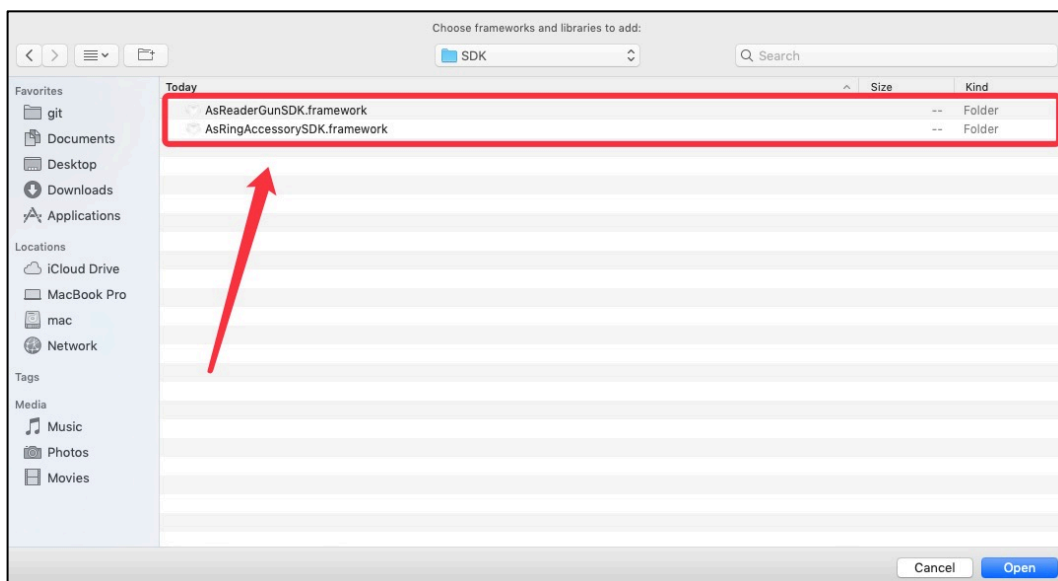 Choose frameworks and libraries to add:
SDK
Search
Favorites
git
Documents
Desktop
Downloads
Applications
Locations
iCloud Drive
MacBook Pro
mac
Network
Tags
Media
Music
Photos
Movies
Today Size Kind
AsReaderGunSDK.framework -- Folder
AsRingAccessorySDK.framework -- Folder
Cancel Open